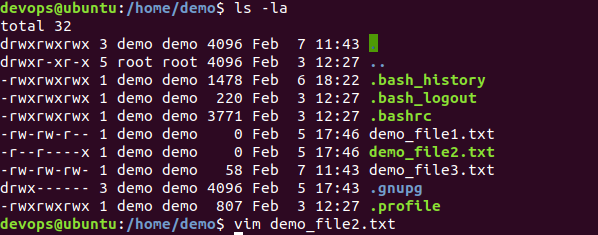 devops@ubuntu:/home/demo$ ls -la
total 32
drwxrwxrwx 3 demo demo 4096 Feb  7 11:43 .
drwxr-xr-x 5 root root 4096 Feb  3 12:27 ..
-rwxrwxrwx 1 demo demo 1478 Feb  6 18:22 .bash_history
-rwxrwxrwx 1 demo demo  220 Feb  3 12:27 .bash_logout
-rwxrwxrwx 1 demo demo 3771 Feb  3 12:27 .bashrc
-rw-rw-r-- 1 demo demo    0 Feb  5 17:46 demo_file1.txt
-r--r----x 1 demo demo    0 Feb  5 17:46 demo_file2.txt
-rw-rw-rw- 1 demo demo   58 Feb  7 11:43 demo_file3.txt
drwx------ 3 demo demo 4096 Feb  5 17:43 .gnupg
-rwxrwxrwx 1 demo demo  807 Feb  3 12:27 .profile
devops@ubuntu:/home/demo$ vim demo_file2.txt